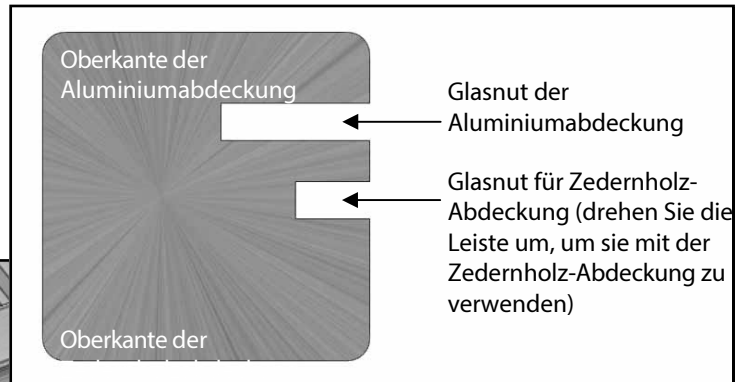 Oberkante der
Aluminiumabdeckung
Glasnut der
Aluminiumabdeckung
Glasnut für Zedernholz-
Abdeckung (drehen Sie die
Leiste um, um sie mit der
Zedernholz-Abdeckung zu
verwenden)
Oberkante der